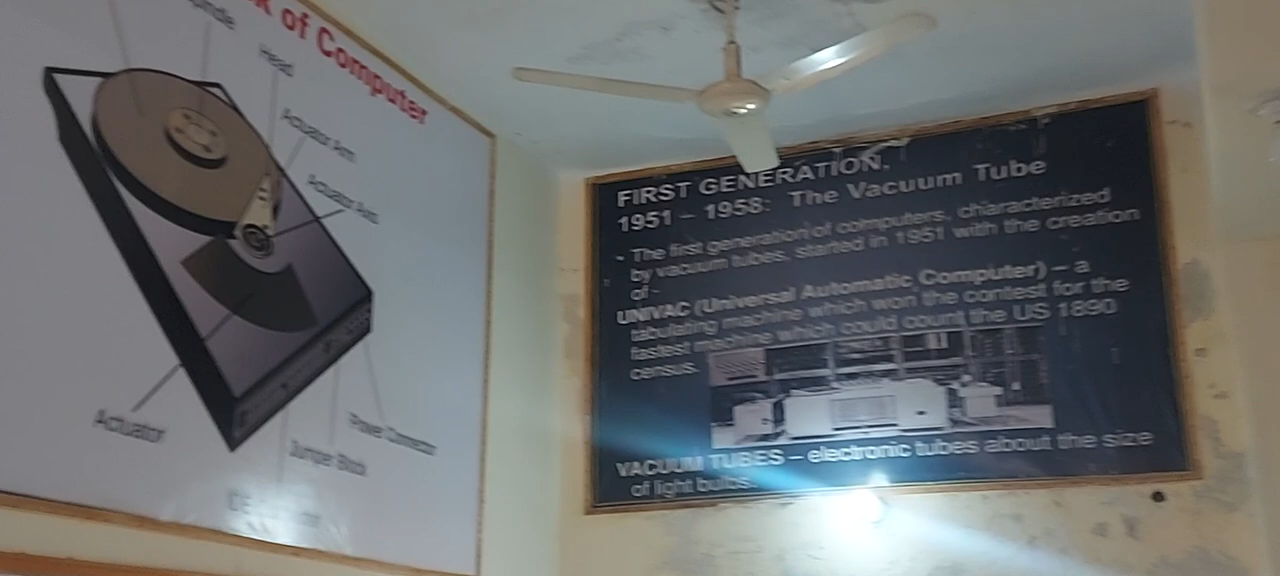 of Computer
Head
Actuator Arm
Actuator Axis
Actuator
Power Connector
Jumper Block
FIRST GENERATION,
1951 – 1958: The Vacuum Tube
The first generation of computers, characterized
by vacuum tubes, started in 1951 with the creation
of -
UNIVAC (Universal Automatic Computer) – a
tabulating machine which won the contest for the
fastest machine which could count the US 1890
census.
VACUUM TUBES – electronic tubes about the size
of light bulbs.